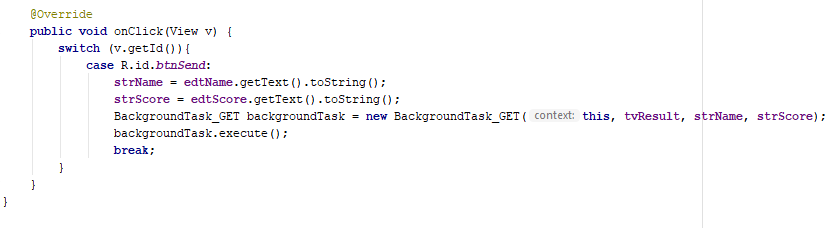 @Override
public void onClick(View v) {
switch (v.getId()){
case R.id.btnSend:
strName = edtName.getText().toString();
strScore = edtScore.getText().toString();
BackgroundTask_GET backgroundTask = new BackgroundTask_GET( context: this, tvResult, strName, strScore);
backgroundTask.execute();
break;
}
}
}